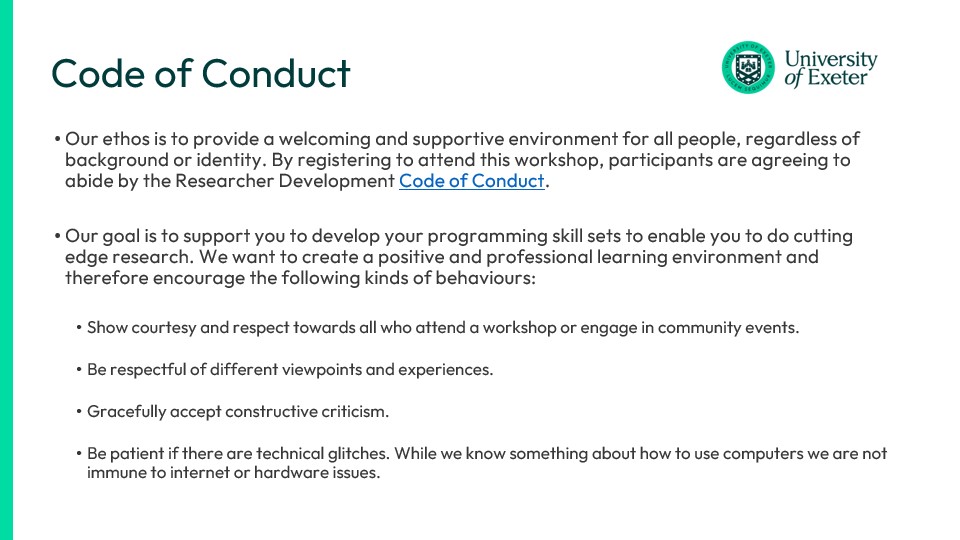 Code of Conduct
UNIVERSITY OF EXETER
LUCEM SEQUIMUR
University
of Exeter
• Our ethos is to provide a welcoming and supportive environment for all people, regardless of
background or identity. By registering to attend this workshop, participants are agreeing to
abide by the Researcher Development Code of Conduct.
• Our goal is to support you to develop your programming skill sets to enable you to do cutting
edge research. We want to create a positive and professional learning environment and
therefore encourage the following kinds of behaviours:
• Show courtesy and respect towards all who attend a workshop or engage in community events.
• Be respectful of different viewpoints and experiences.
• Gracefully accept constructive criticism.
• Be patient if there are technical glitches. While we know something about how to use computers we are not
immune to internet or hardware issues.